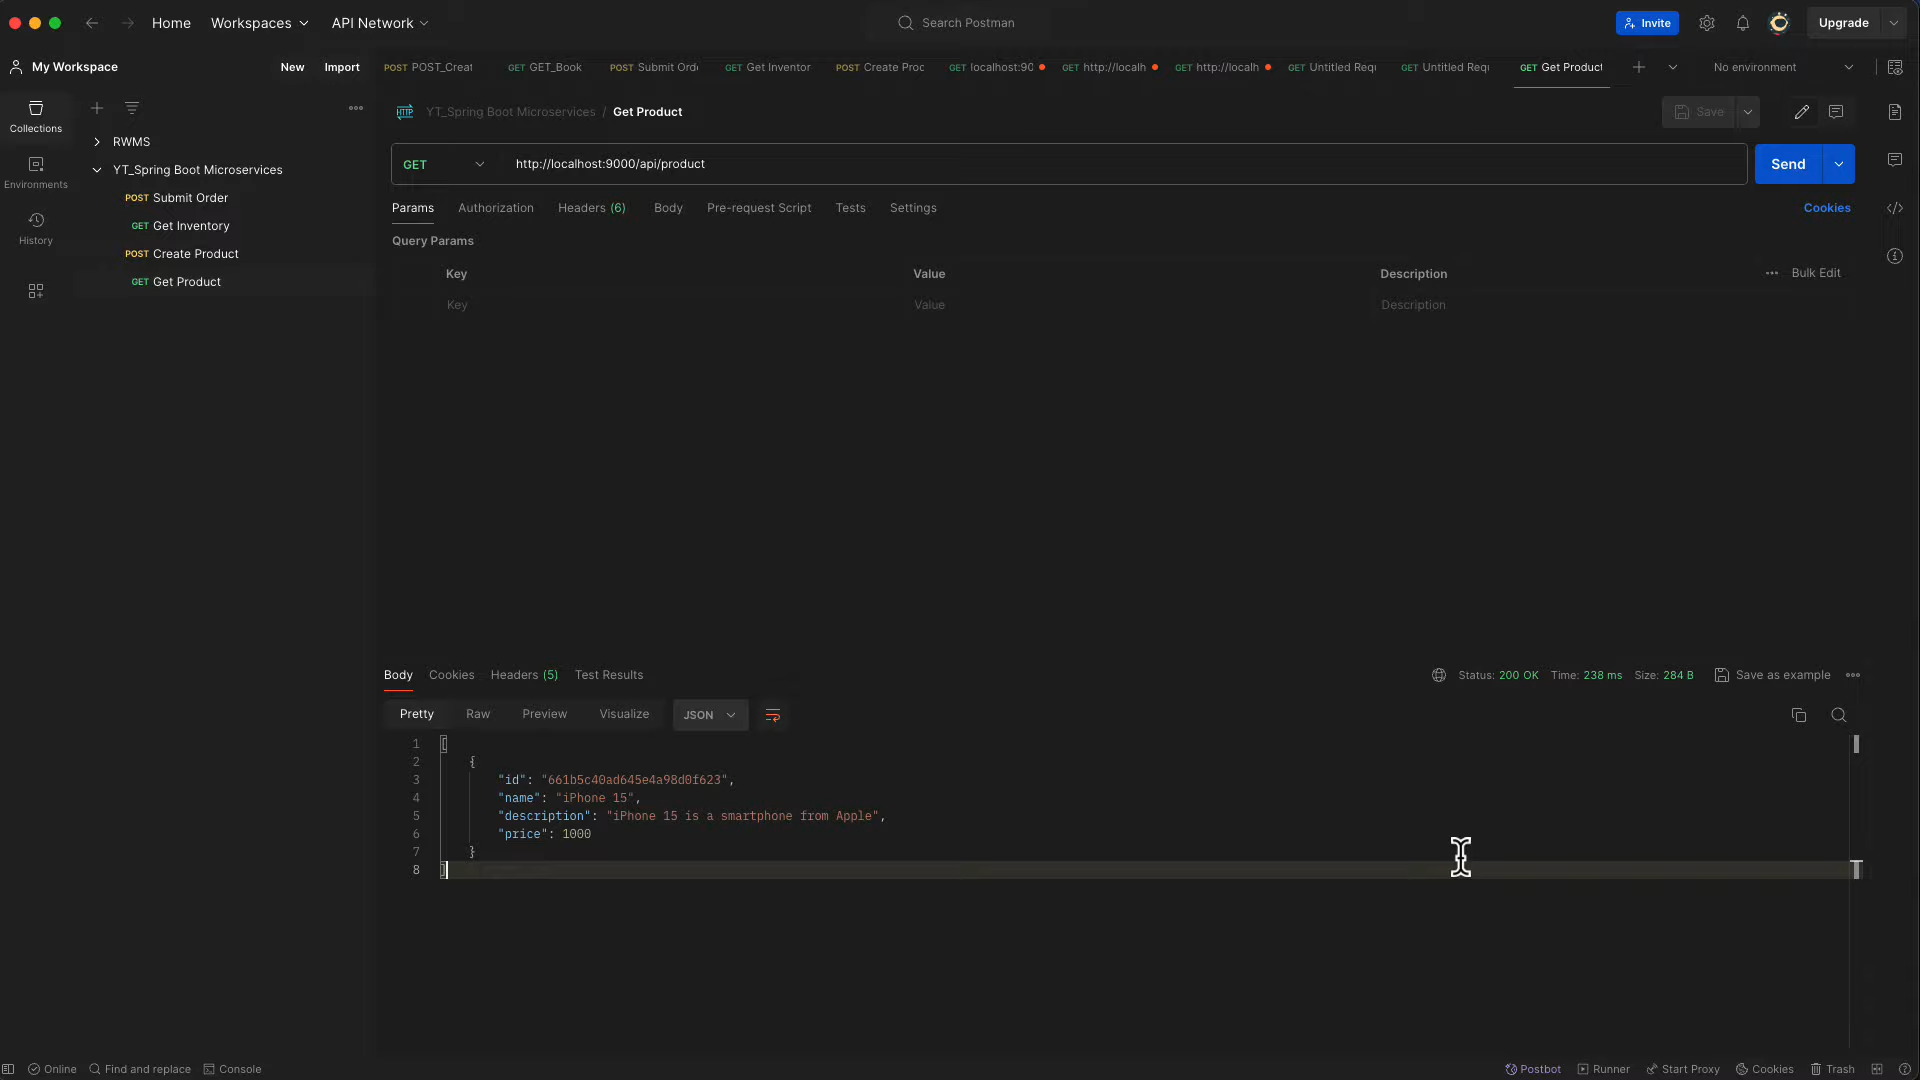 Home Workspaces API Network Search Postman Invite Upgrade
My Workspace New Import POST POST_Creat GET GET_Book POST Submit Orde GET Get Inventor POST Create Proc GET localhost:90 GET http://localh GET http://localh GET Untitled Requ GET Untitled Requ GET Get Product No environment
Collections
Environments
History
RWMS
YT_Spring Boot Microservices
POST Submit Order
GET Get Inventory
POST Create Product
GET Get Product
HTTP YT_Spring Boot Microservices / Get Product Save
GET http://localhost:9000/api/product Send
Params Authorization Headers (6) Body Pre-request Script Tests Settings Cookies
Query Params
Key Value Description Bulk Edit
Key Value Description
Body Cookies Headers (5) Test Results Status: 200 OK Time: 238 ms Size: 284 B Save as example
Pretty Raw Preview Visualize JSON
1 [
2 {
3 "id": "661b5c40ad645e4a98d0f623",
4 "name": "iPhone 15",
5 "description": "iPhone 15 is a smartphone from Apple",
6 "price": 1000
7 }
8 ]
Online Find and replace Console Postbot Runner Start Proxy Cookies Trash